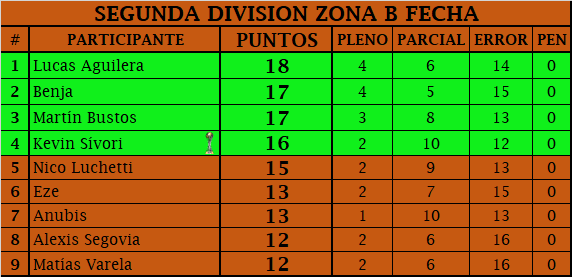 SEGUNDA DIVISION ZONA B FECHA
# PARTICIPANTE PUNTOS PLENO PARCIAL ERROR PEN
1 Lucas Aguilera 18 4 6 14 0
2 Benja 17 4 5 15 0
3 Martín Bustos 17 3 8 13 0
4 Kevin Sivori 16 2 10 12 0
5 Nico Luchetti 15 2 9 13 0
6 Eze 13 2 7 15 0
7 Anubis 13 1 10 13 0
8 Alexis Segovia 12 2 6 16 0
9 Matías Varela 12 2 6 16 0